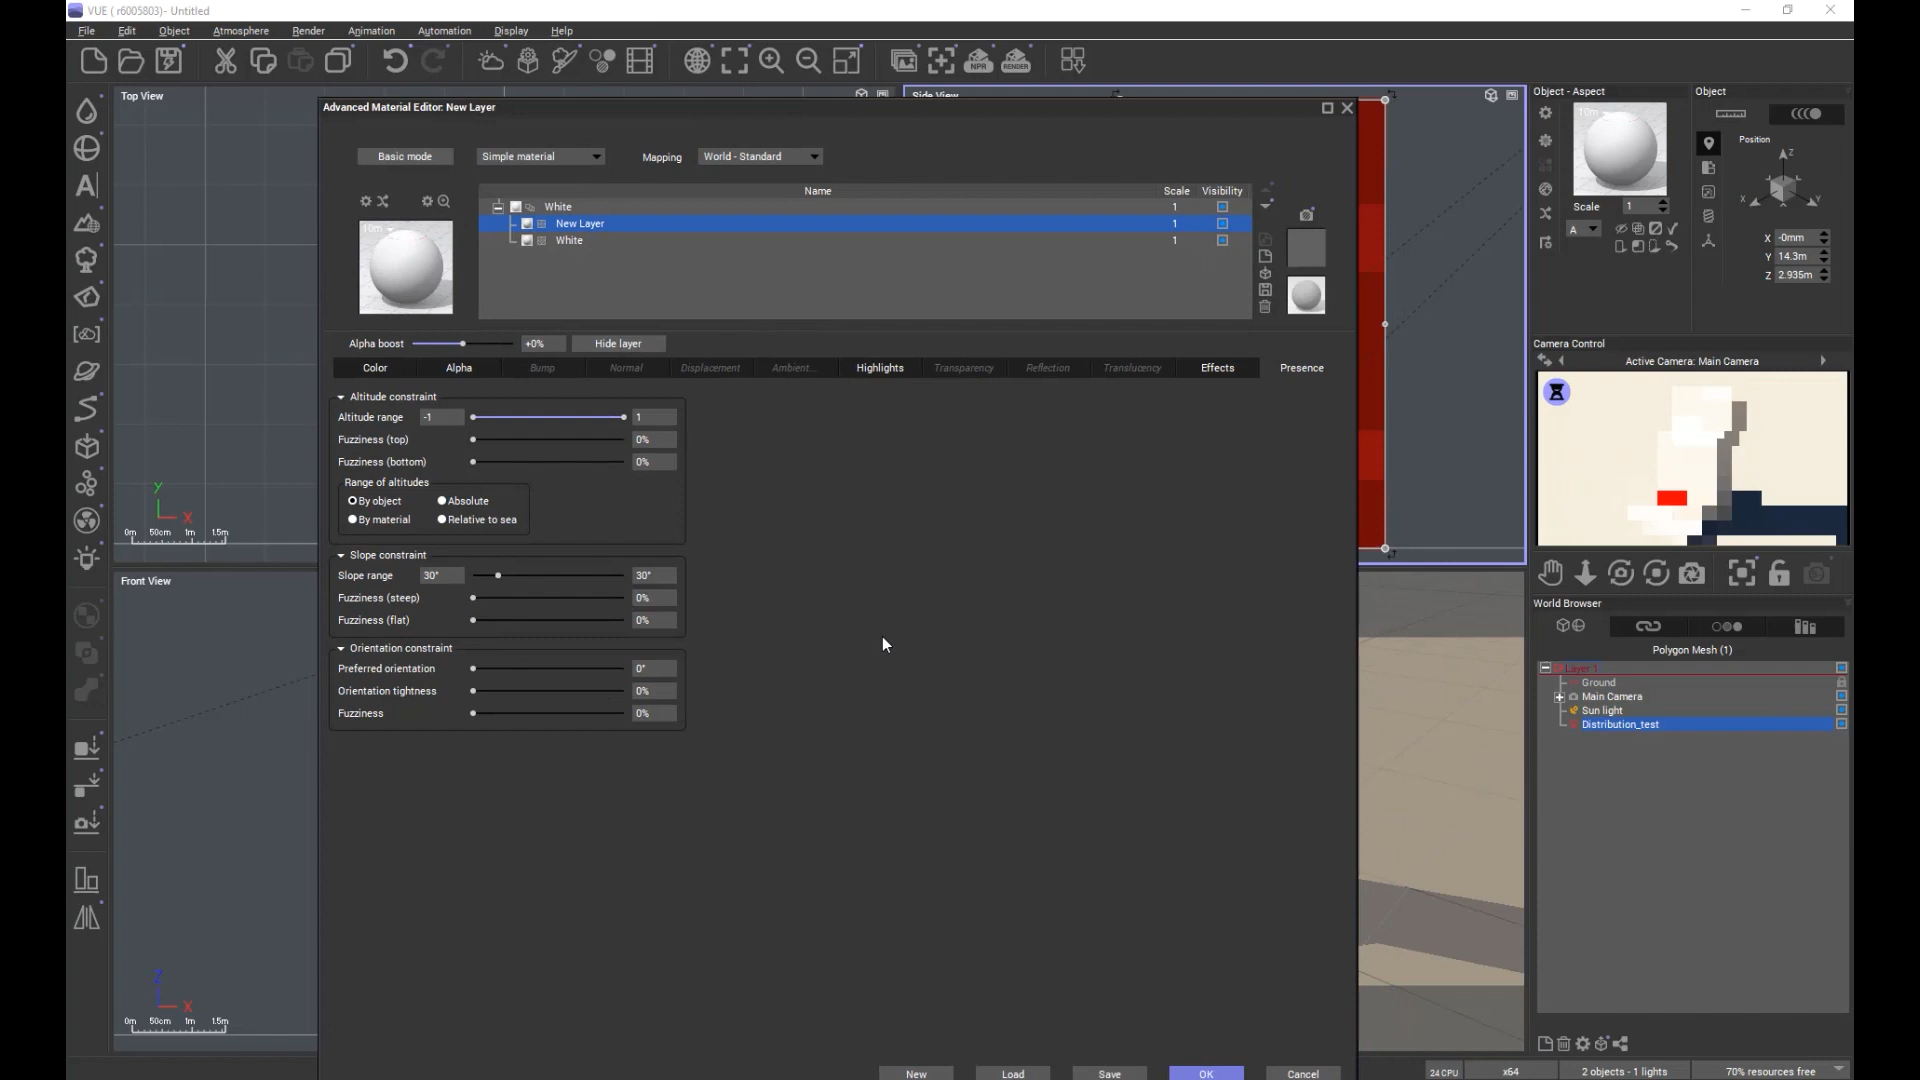 VUE ( r6005803)- Untitled
File Edit Object Atmosphere Render Animation Automation Display Help
NPR RENDER
Top View
Side View
Object - Aspect
Object
Advanced Material Editor: New Layer
Basic mode
Simple material
Mapping
World - Standard
Name Scale Visibility
White 1
New Layer 1
White 1
10m
Alpha boost +0% Hide layer
Color Alpha Bump Normal Displacement Ambient... Highlights Transparency Reflection Translucency Effects Presence
Altitude constraint
Altitude range -1 1
Fuzziness (top) 0%
Fuzziness (bottom) 0%
Range of altitudes
By object Absolute
By material Relative to sea
Slope constraint
Slope range 30° 30°
Fuzziness (steep) 0%
Fuzziness (flat) 0%
Orientation constraint
Preferred orientation 0°
Orientation tightness 0%
Fuzziness 0%
New Load Save OK Cancel
Y
X
0m 50cm 1m 1.5m
Front View
Z
X
0m 50cm 1m 1.5m
10m
Scale 1
A
Position
Z
X Y
X -0mm
Y 14.3m
Z 2.935m
Camera Control
Active Camera: Main Camera
World Browser
Polygon Mesh (1)
Layer 1
Ground
Main Camera
Sun light
Distribution_test
24 CPU x64 2 objects - 1 lights 70% resources free